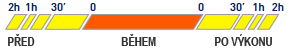 2h 1h 30´ 0 0 30´ 1h 2h
PŘED BĚHEM PO VÝKONU